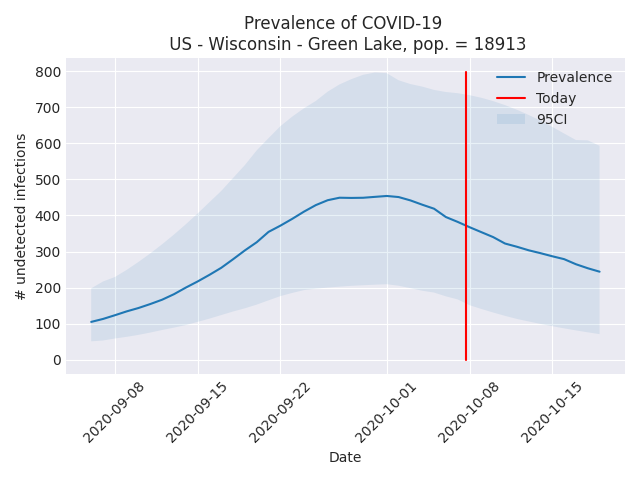 Prevalence of COVID-19
US - Wisconsin - Green Lake, pop. = 18913
Prevalence
Today
95CI
800
700
600
500
400
300
200
100
0
# undetected infections
2020-09-08
2020-09-15
2020-09-22
2020-10-01
2020-10-08
2020-10-15
Date